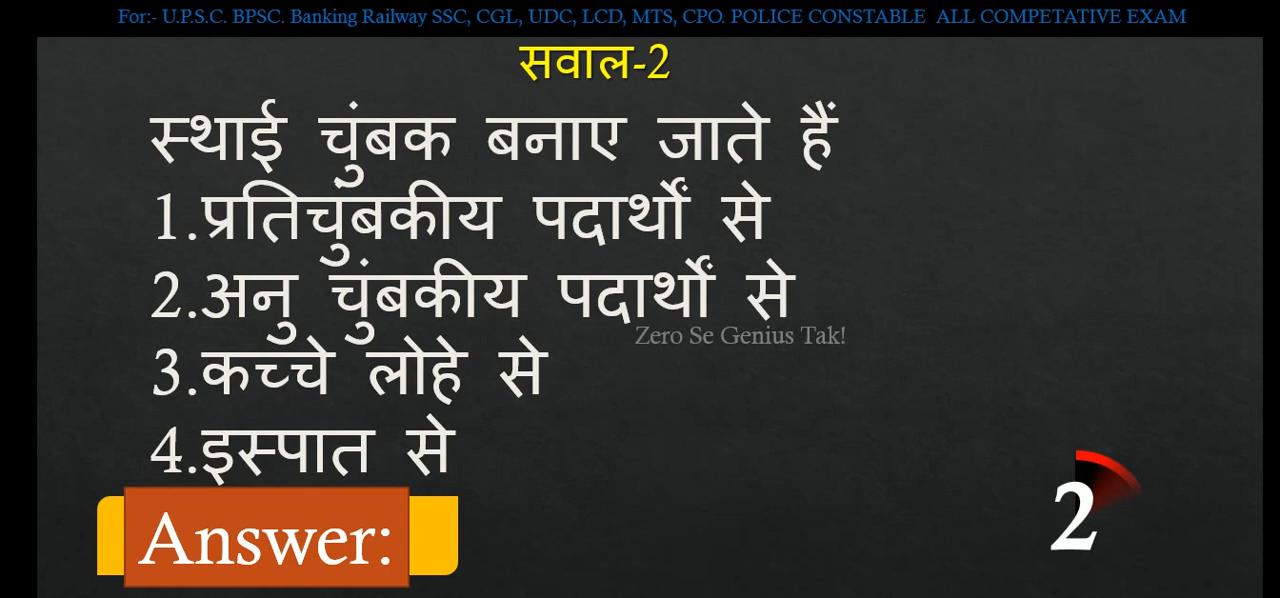 For:- U.P.S.C. BPSC. Banking Railway SSC, CGL, UDC, LCD, MTS, CPO. POLICE CONSTABLE ALL COMPETATIVE EXAM
सवाल-2
स्थाई चुंबक बनाए जाते हैं
1.प्रतिचुंबकीय पदार्थों से
2.अनु चुंबकीय पदार्थों से
Zero Se Genius Tak!
3.कच्चे लोहे से
4.इस्पात से
Answer:
2